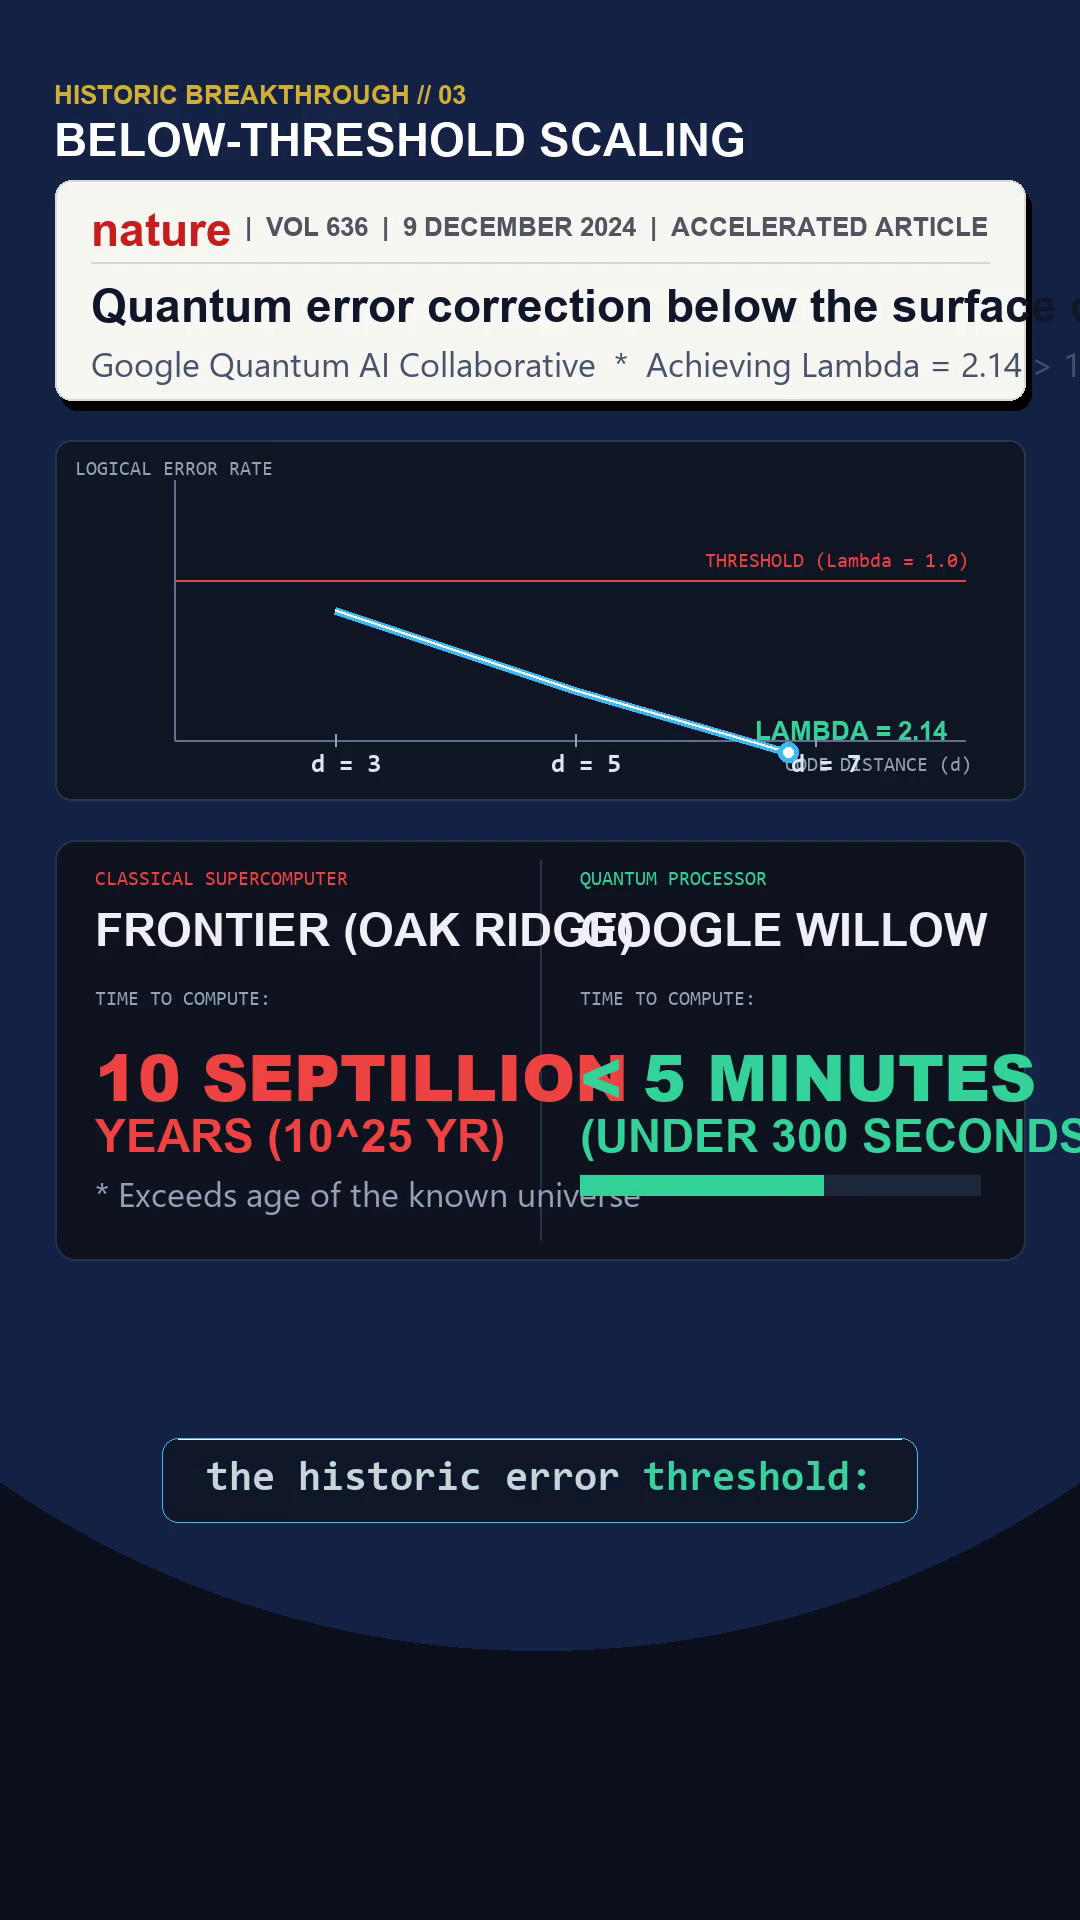 HISTORIC BREAKTHROUGH // 03
BELOW-THRESHOLD SCALING
nature | VOL 636 | 9 DECEMBER 2024 | ACCELERATED ARTICLE
Quantum error correction below the surface c
Google Quantum AI Collaborative * Achieving Lambda = 2.14 > 1
LOGICAL ERROR RATE
THRESHOLD (Lambda = 1.0)
LAMBDA = 2.14
d = 3
d = 5
d = 7
CODE DISTANCE (d)
CLASSICAL SUPERCOMPUTER
FRONTIER (OAK RIDGE)
TIME TO COMPUTE:
10 SEPTILLION
YEARS (10^25 YR)
* Exceeds age of the known universe
QUANTUM PROCESSOR
GOOGLE WILLOW
TIME TO COMPUTE:
< 5 MINUTES
(UNDER 300 SECONDS
the historic error threshold: